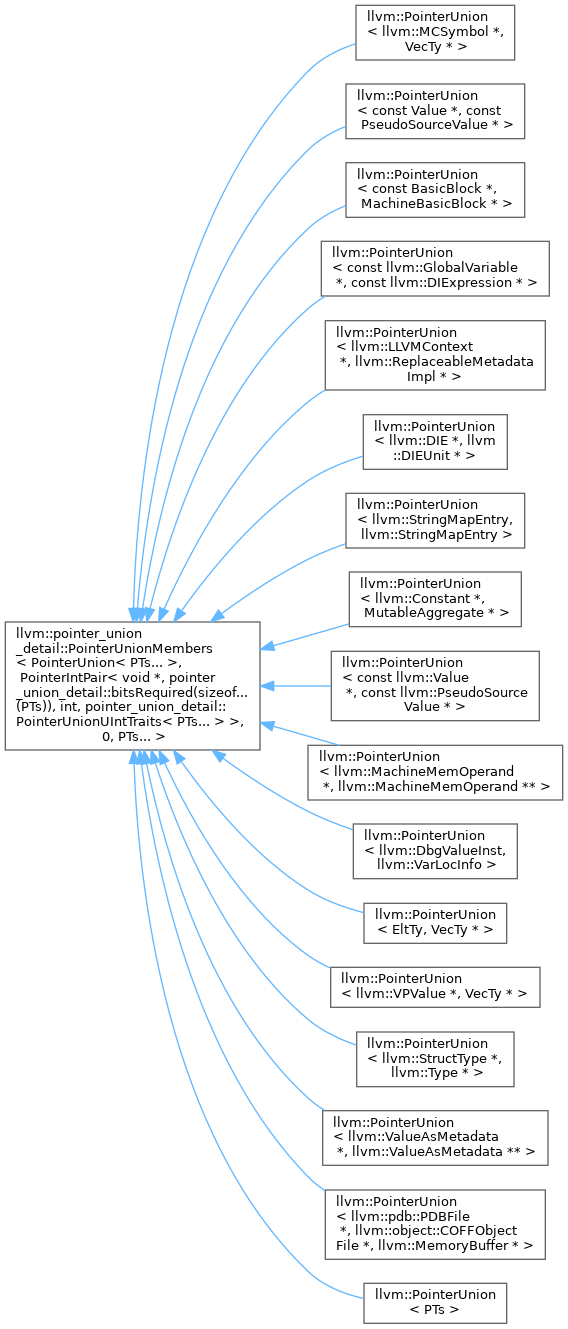 llvm::PointerUnion
< llvm::MCSymbol *,
VecTy * >
llvm::PointerUnion
< const Value *, const
PseudoSourceValue * >
llvm::PointerUnion
< const BasicBlock *,
MachineBasicBlock * >
llvm::PointerUnion
< const llvm::GlobalVariable
*, const llvm::DIExpression * >
llvm::PointerUnion
< llvm::LLVMContext
*, llvm::ReplaceableMetadata
Impl * >
llvm::PointerUnion
< llvm::DIE *, llvm
::DIEUnit * >
llvm::PointerUnion
< llvm::StringMapEntry,
llvm::StringMapEntry >
llvm::PointerUnion
< llvm::Constant *,
MutableAggregate * >
llvm::pointer_union
_detail::PointerUnionMembers
< PointerUnion< PTs... >,
PointerIntPair< void *, pointer
_union_detail::bitsRequired(sizeof...
(PTs)), int, pointer_union_detail::
PointerUnionUIntTraits< PTs... > >,
0, PTs... >
llvm::PointerUnion
< const llvm::Value
*, const llvm::PseudoSource
Value * >
llvm::PointerUnion
< llvm::MachineMemOperand
*, llvm::MachineMemOperand ** >
llvm::PointerUnion
< llvm::DbgValueInst,
llvm::VarLocInfo >
llvm::PointerUnion
< EltTy, VecTy * >
llvm::PointerUnion
< llvm::VPValue *, VecTy * >
llvm::PointerUnion
< llvm::StructType *,
llvm::Type * >
llvm::PointerUnion
< llvm::ValueAsMetadata
*, llvm::ValueAsMetadata ** >
llvm::PointerUnion
< llvm::pdb::PDBFile
*, llvm::object::COFFObject
File *, llvm::MemoryBuffer * >
llvm::PointerUnion
< PTs >